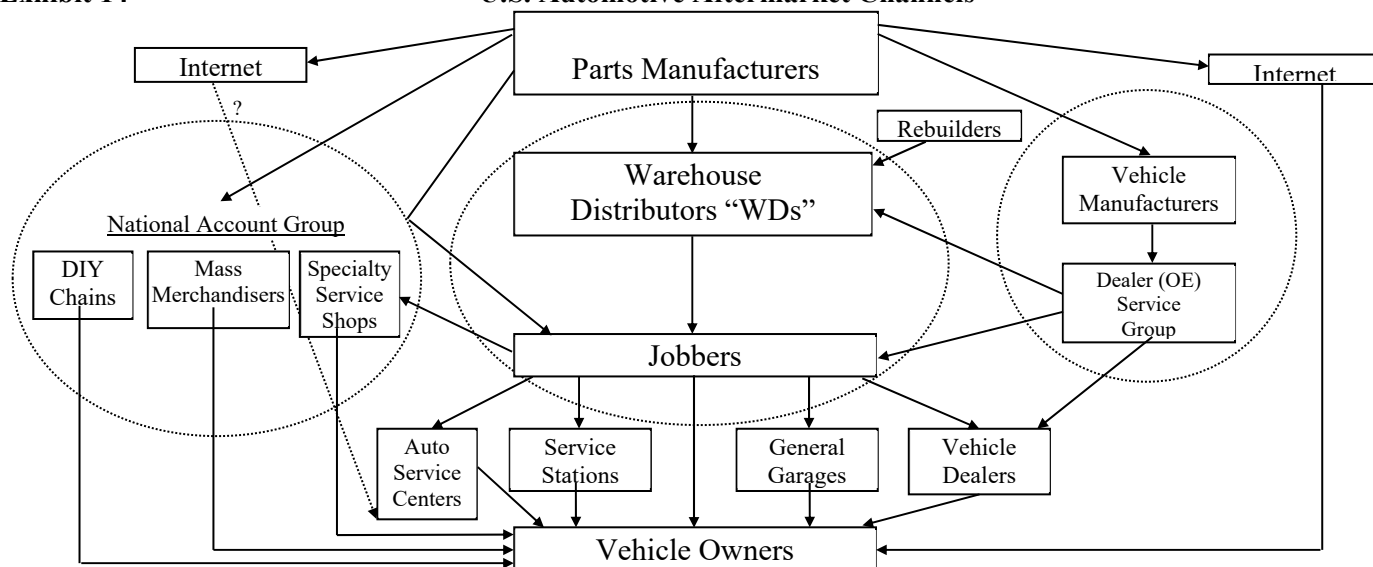 U.S. Automotive Aftermarket Channels
Internet
Parts Manufacturers
Internet
?
Rebuilders
Warehouse
Distributors “WDs”
Vehicle
Manufacturers
National Account Group
DIY
Chains
Mass
Merchandisers
Specialty
Service
Shops
Dealer (OE)
Service
Group
Jobbers
Auto
Service
Centers
Service
Stations
General
Garages
Vehicle
Dealers
Vehicle Owners